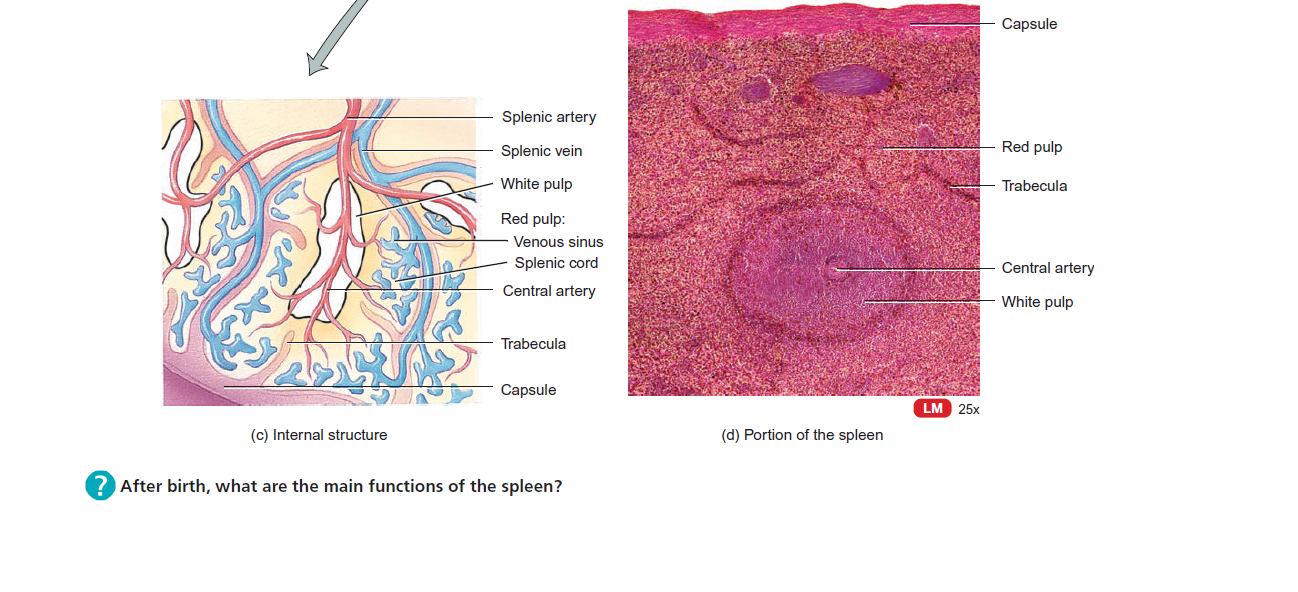 Splenic artery
Splenic vein
White pulp
Red pulp:
Venous sinus
Splenic cord
Central artery
Trabecula
Capsule
(c) Internal structure
Capsule
Red pulp
Trabecula
Central artery
White pulp
LM 25x
(d) Portion of the spleen
? After birth, what are the main functions of the spleen?